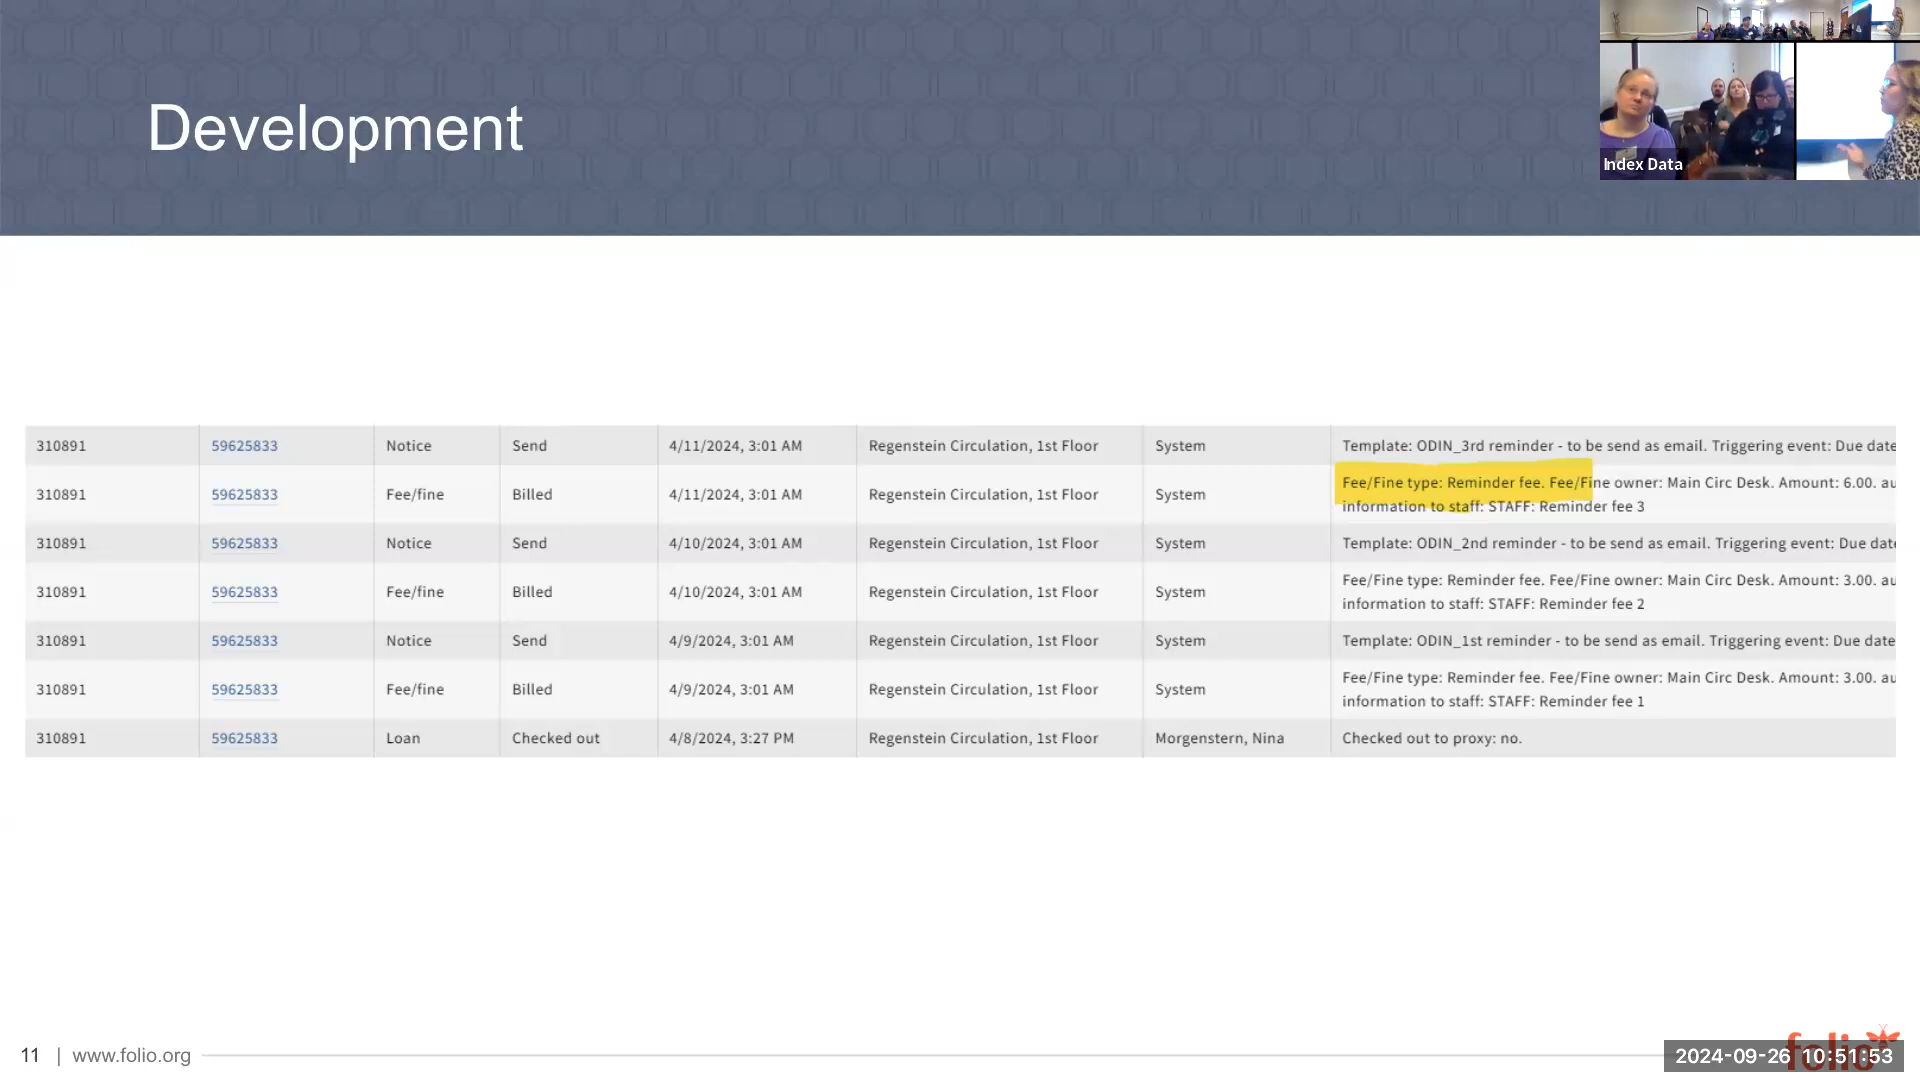 Development
Index Data
310891 59625833 Notice Send 4/11/2024, 3:01 AM Regenstein Circulation, 1st Floor System Template: ODIN_3rd reminder - to be send as email. Triggering event: Due date
310891 59625833 Fee/fine Billed 4/11/2024, 3:01 AM Regenstein Circulation, 1st Floor System Fee/Fine type: Reminder fee. Fee/Fine owner: Main Circ Desk. Amount: 6.00. au
information to staff: STAFF: Reminder fee 3
310891 59625833 Notice Send 4/10/2024, 3:01 AM Regenstein Circulation, 1st Floor System Template: ODIN_2nd reminder - to be send as email. Triggering event: Due date
310891 59625833 Fee/fine Billed 4/10/2024, 3:01 AM Regenstein Circulation, 1st Floor System Fee/Fine type: Reminder fee. Fee/Fine owner: Main Circ Desk. Amount: 3.00. au
information to staff: STAFF: Reminder fee 2
310891 59625833 Notice Send 4/9/2024, 3:01 AM Regenstein Circulation, 1st Floor System Template: ODIN_1st reminder - to be send as email. Triggering event: Due date
310891 59625833 Fee/fine Billed 4/9/2024, 3:01 AM Regenstein Circulation, 1st Floor System Fee/Fine type: Reminder fee. Fee/Fine owner: Main Circ Desk. Amount: 3.00. au
information to staff: STAFF: Reminder fee 1
310891 59625833 Loan Checked out 4/8/2024, 3:27 PM Regenstein Circulation, 1st Floor Morgenstern, Nina Checked out to proxy: no.
11 | www.folio.org
folio
2024-09-26 10:51:53